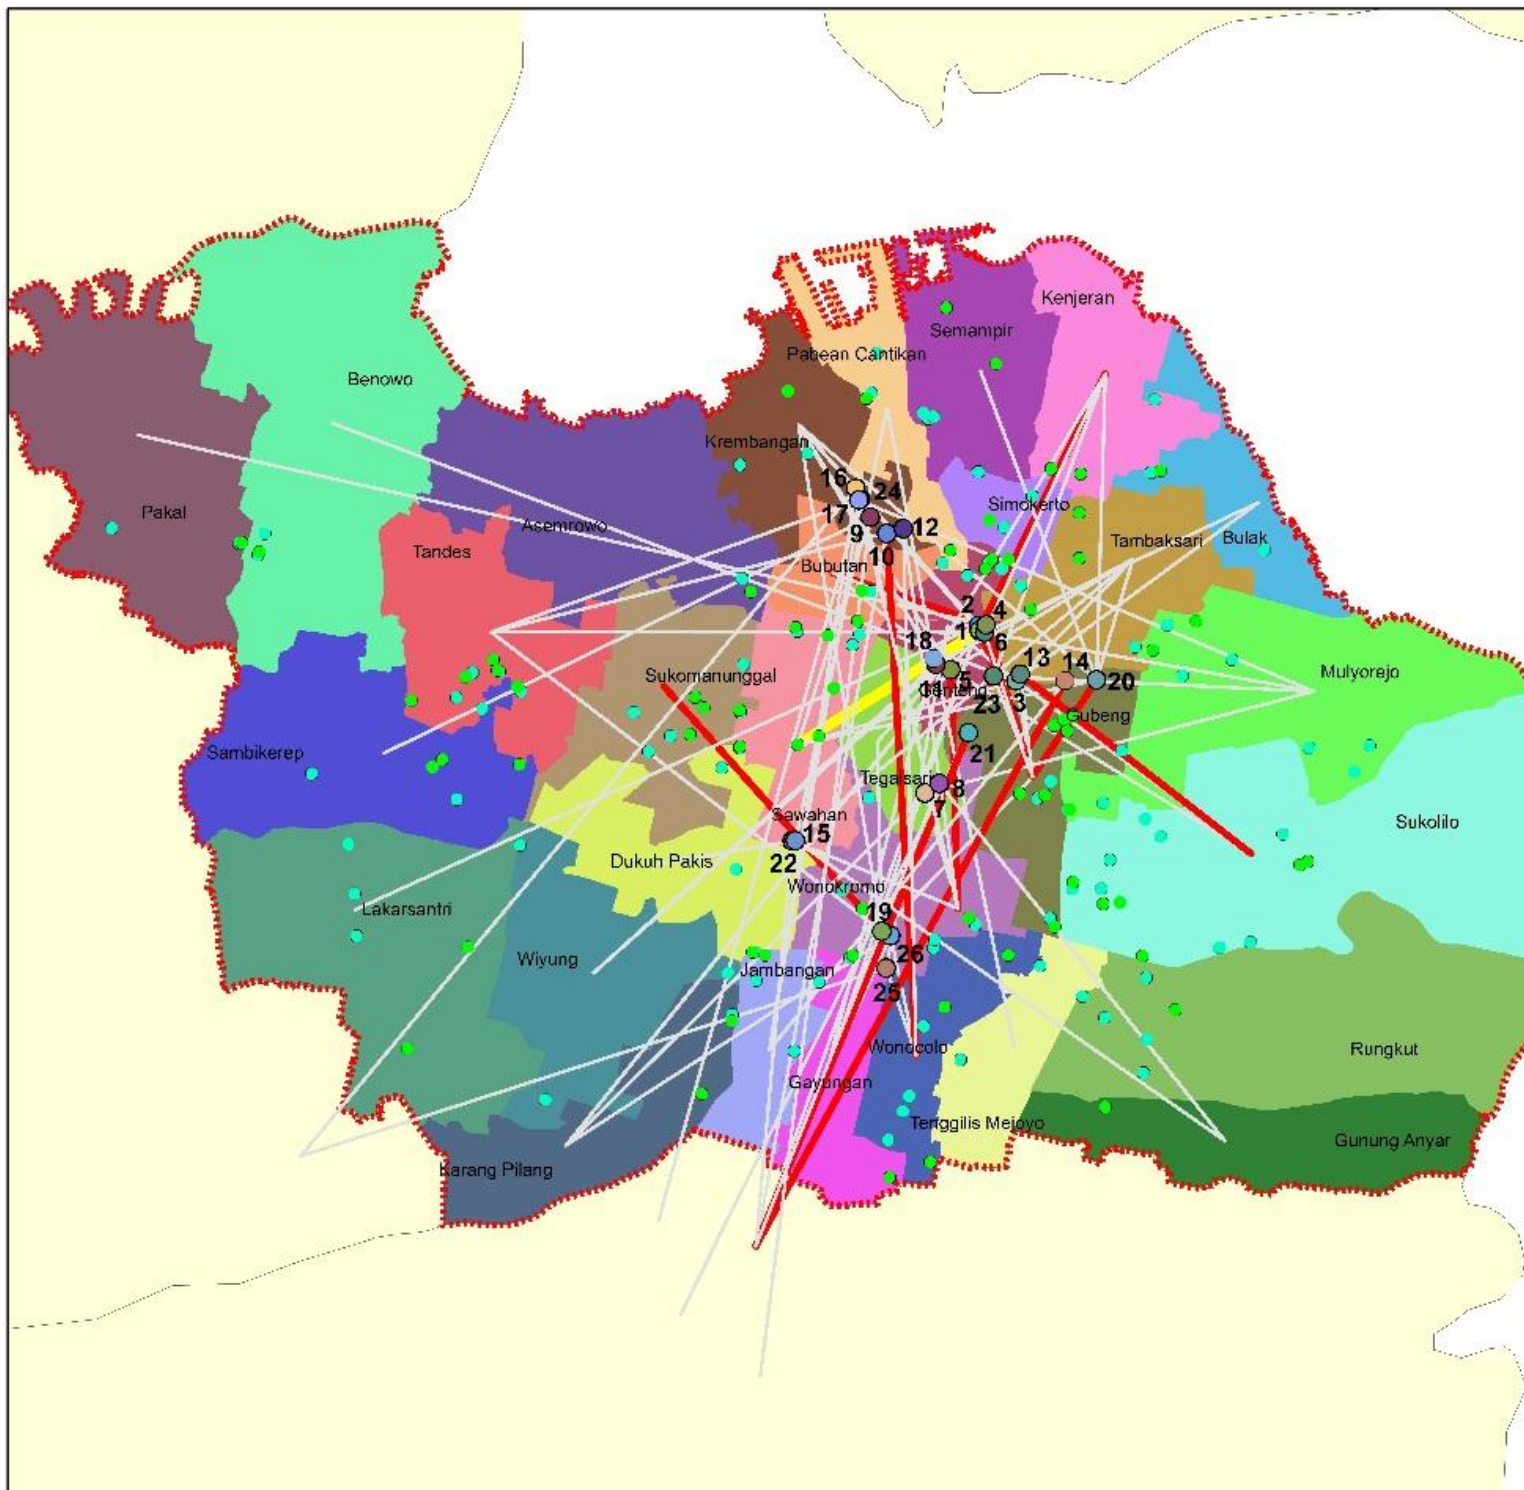 Kenjeran
Semampir
Pabean Cantikan
Benowo
Krembangan
16
24
Simokerto
Pakal
17
Asemrowo
12
9
10
Tambaksari
Bulak
Tandes
Bubutan
2
4
18
6
13
14
Mulyorejo
Sukomanunggal
5
20
Genteng
11
23
3
Gubeng
Sambikerep
21
Tegalsari
8
7
Sawahan
15
Sukolilo
Dukuh Pakis
22
Wonokromo
Lakarsantri
19
26
Wiyung
Jambangan
25
Wonocolo
Rungkut
Gayungan
Tenggilis Mejoyo
Gunung Anyar
Karang Pilang